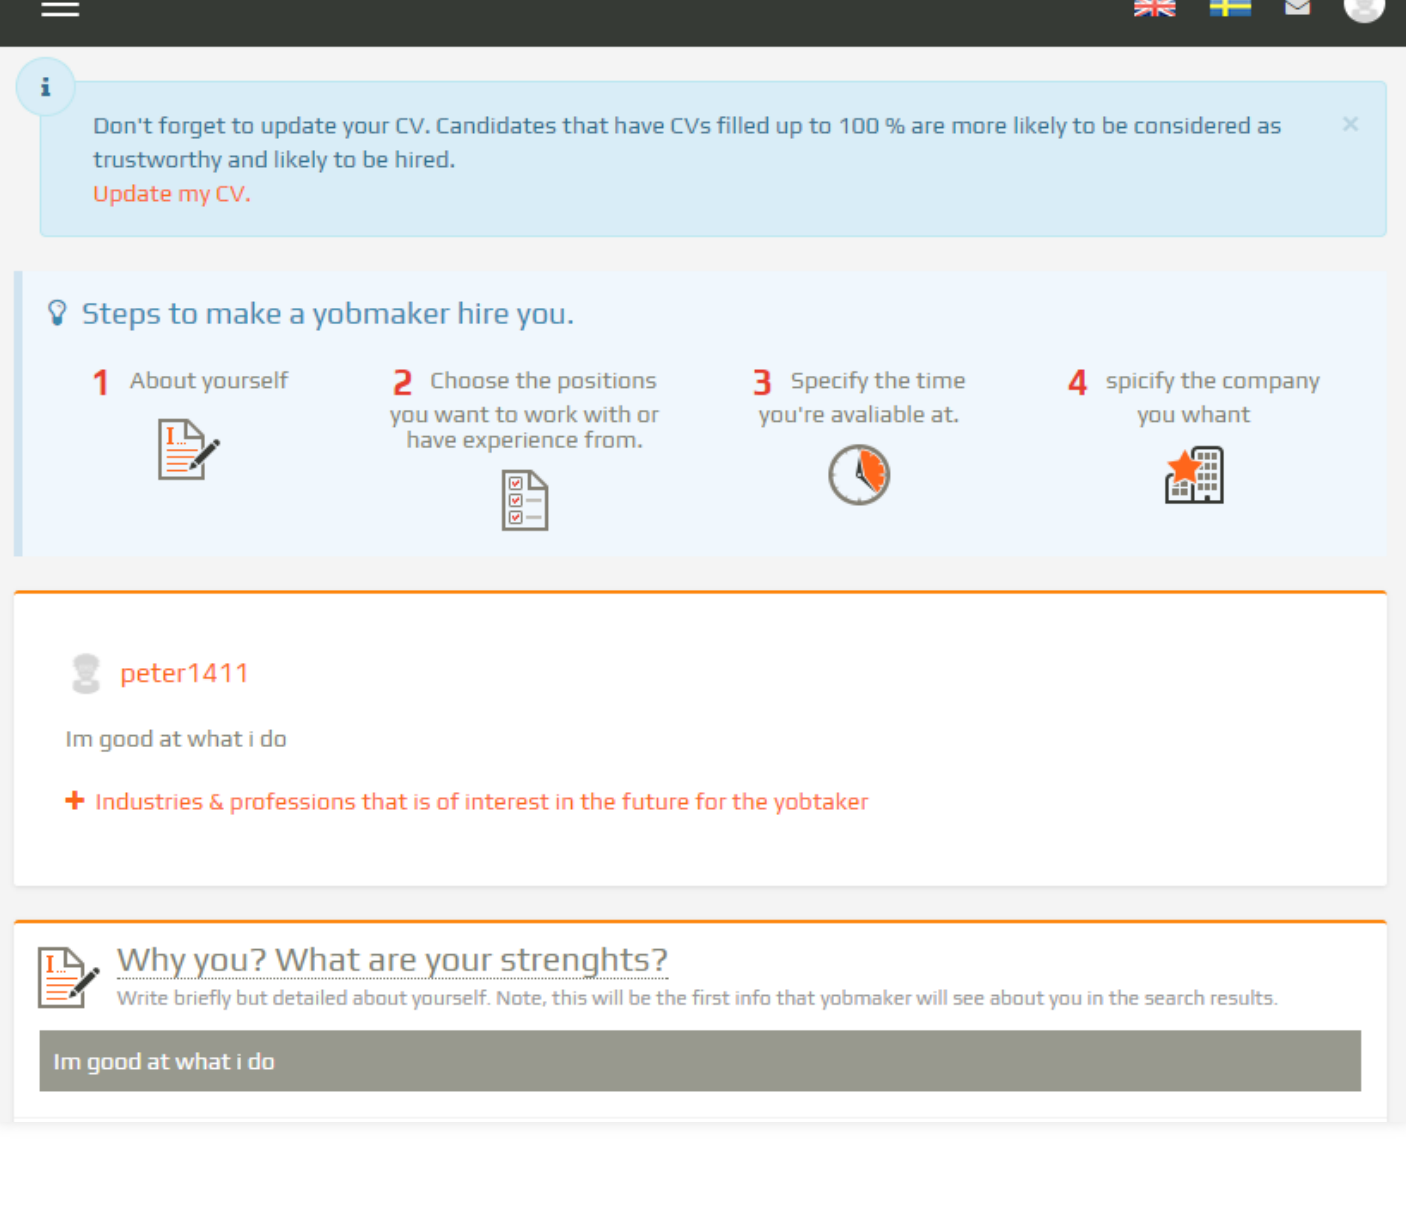 i
Don't forget to update your CV. Candidates that have CVs filled up to 100 % are more likely to be considered as
trustworthy and likely to be hired.
Update my CV.
×
Steps to make a yobmaker hire you.
1 About yourself
I...
2 Choose the positions
you want to work with or
have experience from.
3 Specify the time
you're avaliable at.
4 spicify the company
you whant
peter1411
Im good at what i do
Industries & professions that is of interest in the future for the yobtaker
I...
Why you? What are your strenghts?
Write briefly but detailed about yourself. Note, this will be the first info that yobmaker will see about you in the search results.
Im good at what i do